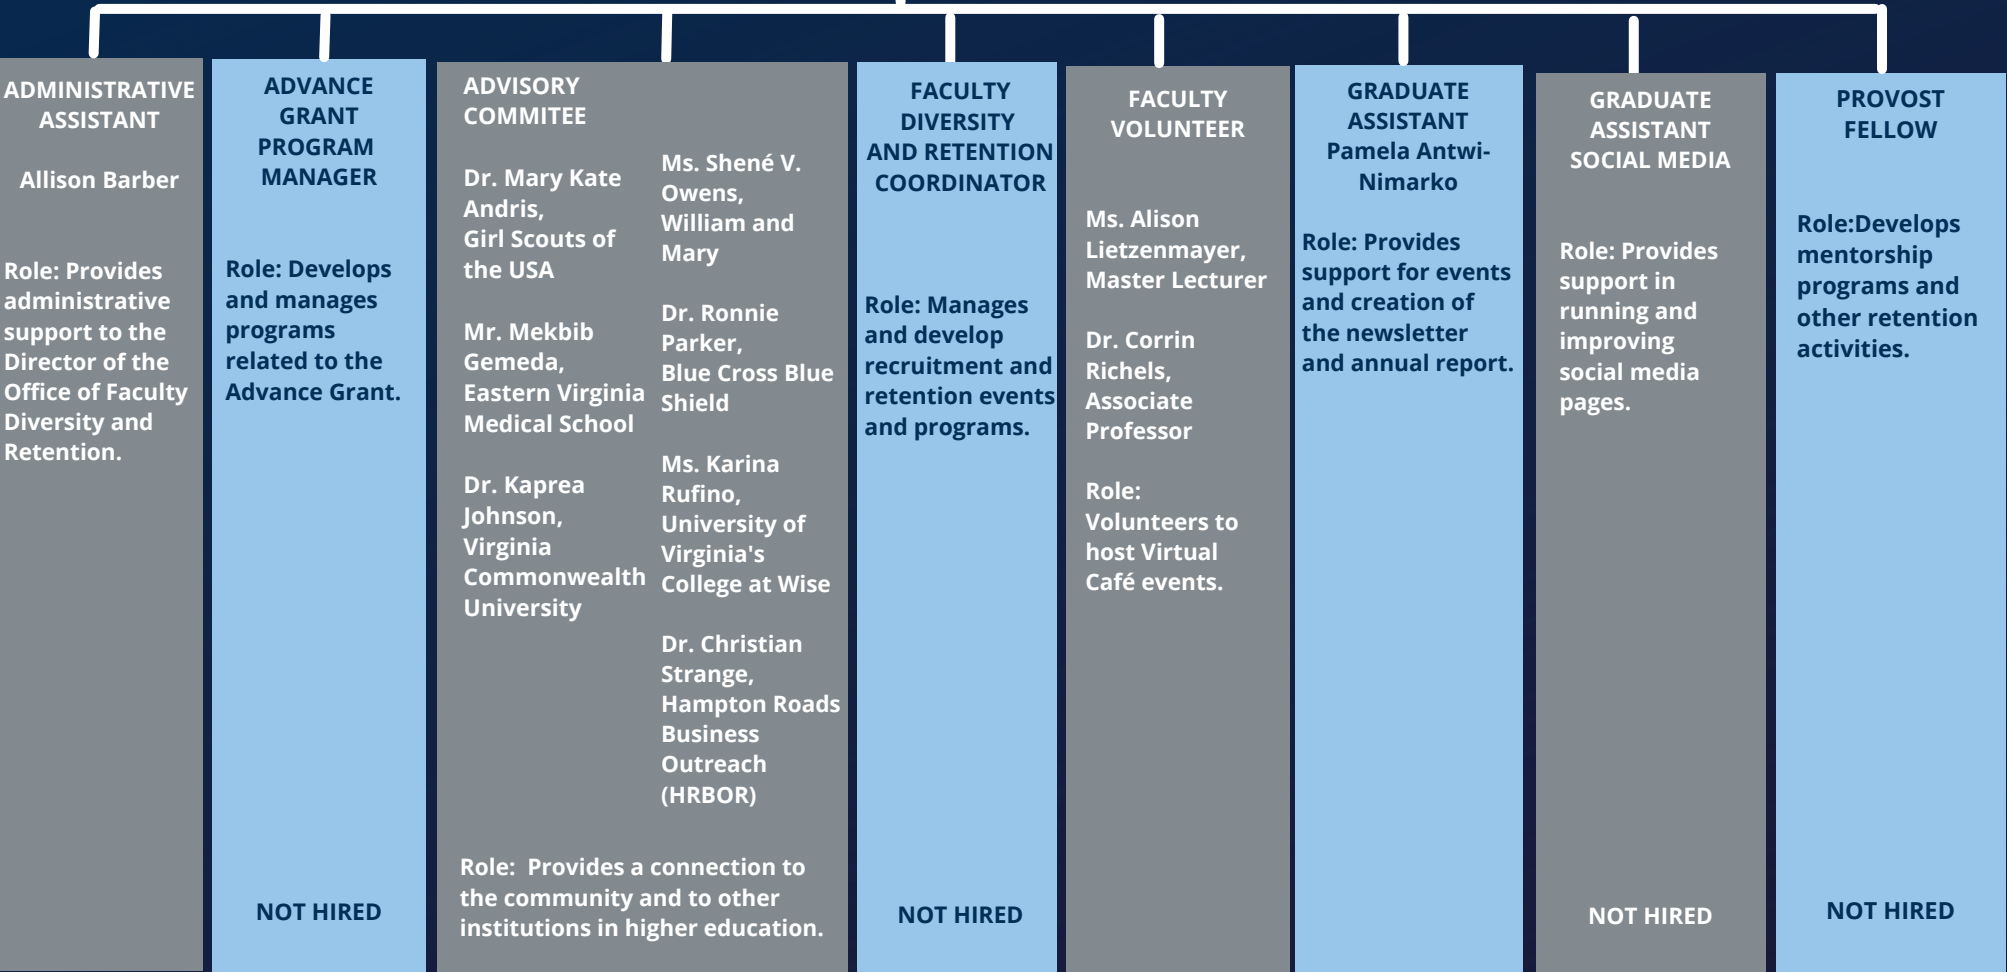 ADMINISTRATIVE
ASSISTANT
Allison Barber
Role: Provides
administrative
support to the
Director of the
Office of Faculty
Diversity and
Retention.
ADVANCE
GRANT
PROGRAM
MANAGER
Role: Develops
and manages
programs
related to the
Advance Grant.
NOT HIRED
ADVISORY
COMMITEE
Dr. Mary Kate
Andris,
Girl Scouts of
the USA
Mr. Mekbib
Gemeda,
Eastern Virginia
Medical School
Dr. Kaprea
Johnson,
Virginia
Commonwealth
University
Ms. Shené V.
Owens,
William and
Mary
Dr. Ronnie
Parker,
Blue Cross Blue
Shield
Ms. Karina
Rufino,
University of
Virginia's
College at Wise
Dr. Christian
Strange,
Hampton Roads
Business
Outreach
(HRBOR)
Role:  Provides a connection to
the community and to other
institutions in higher education.
FACULTY
DIVERSITY
AND RETENTION
COORDINATOR
Role: Manages
and develop
recruitment and
retention events
and programs.
NOT HIRED
FACULTY
VOLUNTEER
Ms. Alison
Lietzenmayer,
Master Lecturer
Dr. Corrin
Richels,
Associate
Professor
Role:
Volunteers to
host Virtual
Café events.
GRADUATE
ASSISTANT
Pamela Antwi-
Nimarko
Role: Provides
support for events
and creation of
the newsletter
and annual report.
GRADUATE
ASSISTANT
SOCIAL MEDIA
Role: Provides
support in
running and
improving
social media
pages.
NOT HIRED
PROVOST
FELLOW
Role:Develops
mentorship
programs and
other retention
activities.
NOT HIRED